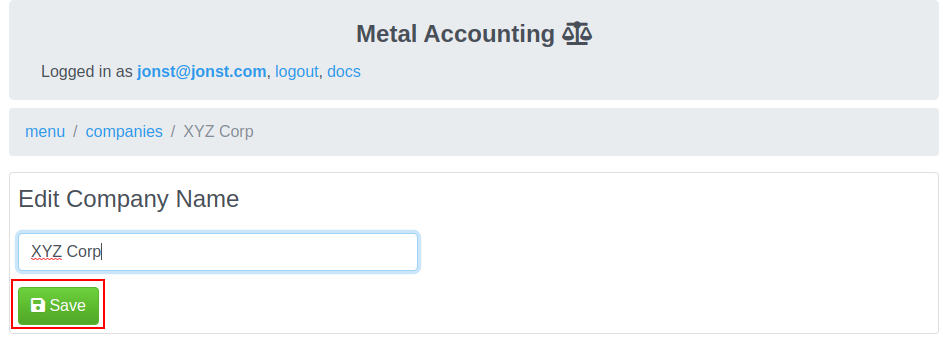 Metal Accounting
Logged in as jonst@jonst.com, logout, docs
menu / companies / XYZ Corp
Edit Company Name
XYZ Corp
Save